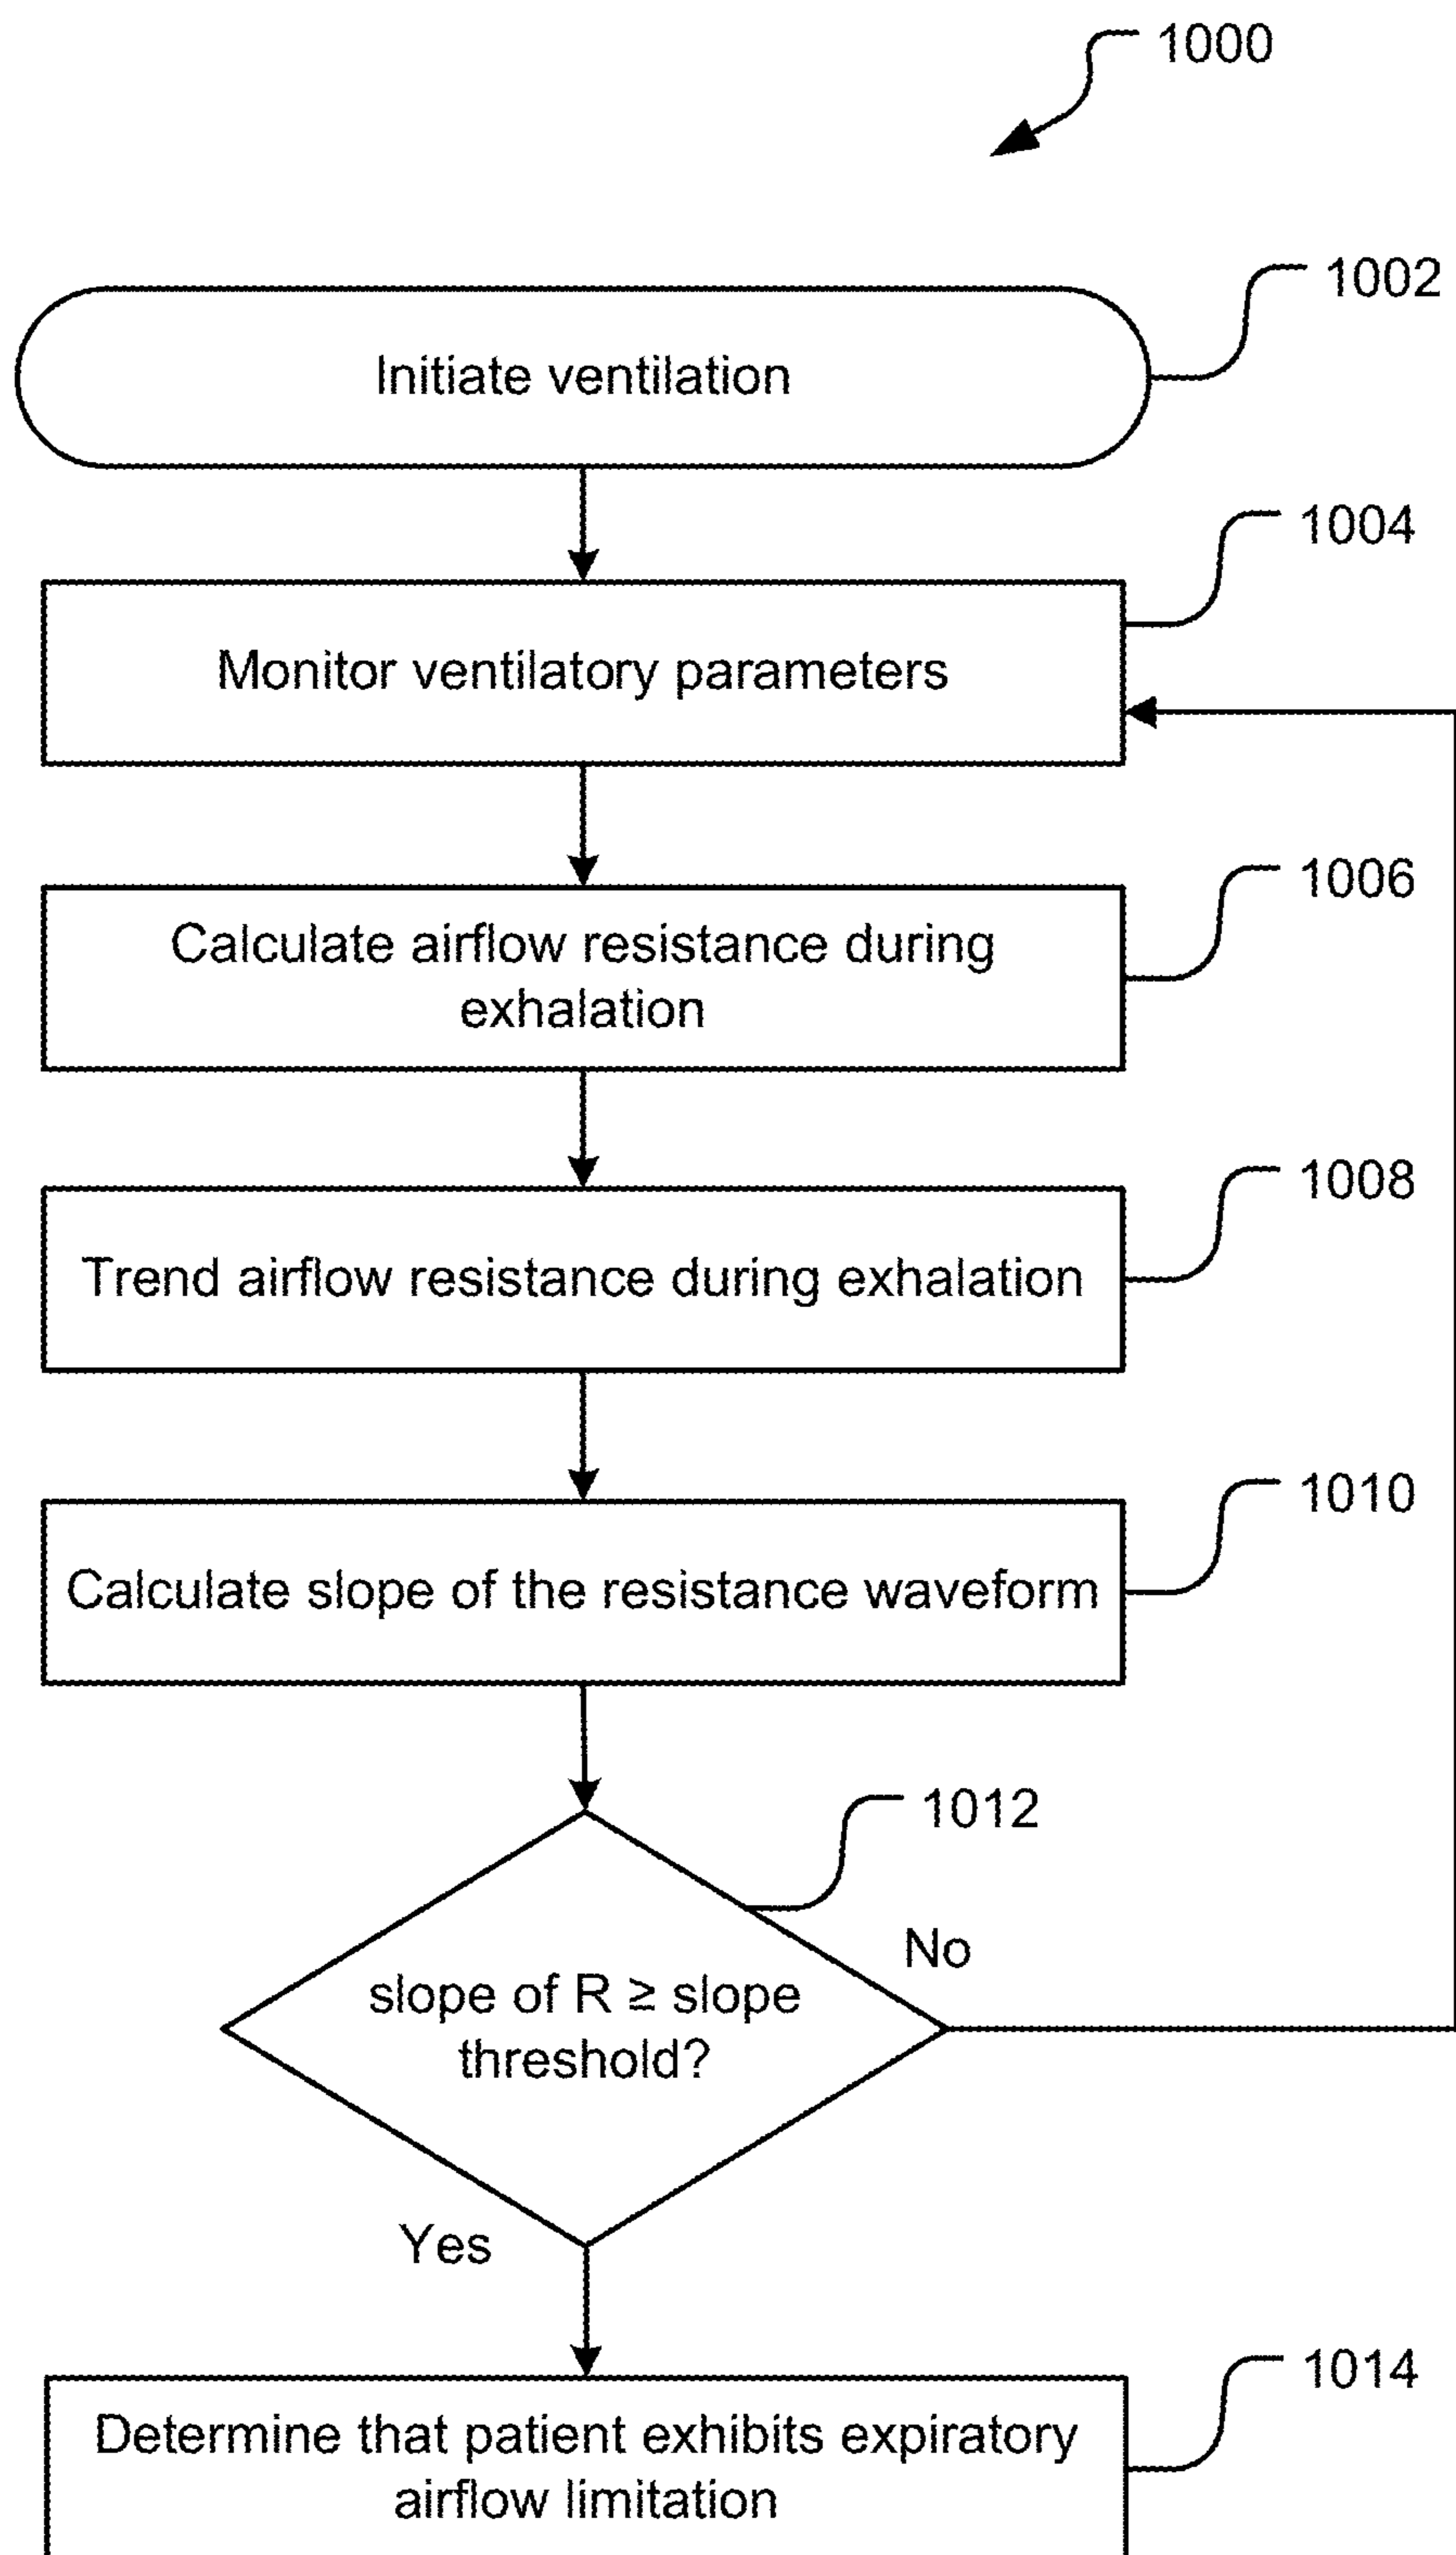 1000
1002
Initiate ventilation
1004
Monitor ventilatory parameters
1006
Calculate airflow resistance during
exhalation
1008
Trend airflow resistance during exhalation
1010
Calculate slope of the resistance waveform
1012
No
slope of R ≥ slope
threshold?
Yes
1014
Determine that patient exhibits expiratory
airflow limitation